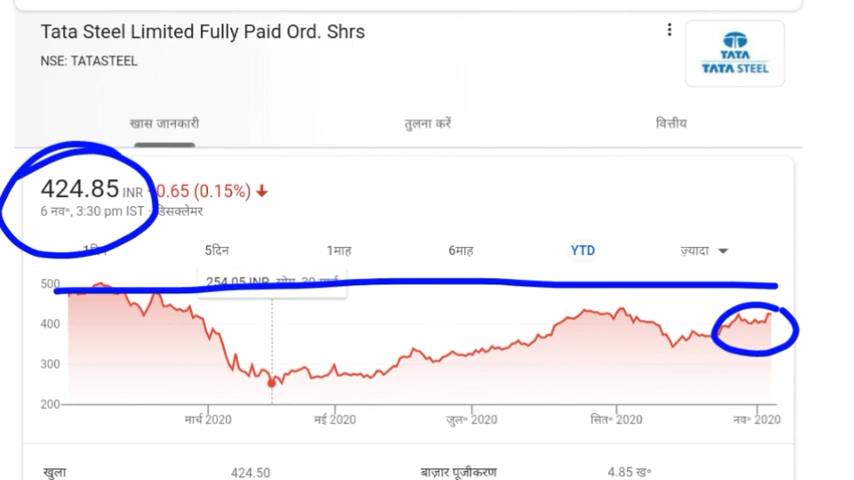 Tata Steel Limited Fully Paid Ord. Shrs
NSE: TATASTEEL
TATA
TATA STEEL
खास जानकारी
तुलना करें
वित्तीय
424.85 INR 0.65 (0.15%)
6 नव॰, 3:30 pm IST · डिसक्लेमर
5दिन
1माह
6माह
YTD
ज़्यादा
254.05 INR
500
400
300
200
मार्च 2020
मई 2020
जुल॰ 2020
सित॰ 2020
नव॰ 2020
खुला
424.50
बाज़ार पूंजीकरण
4.85 ख॰